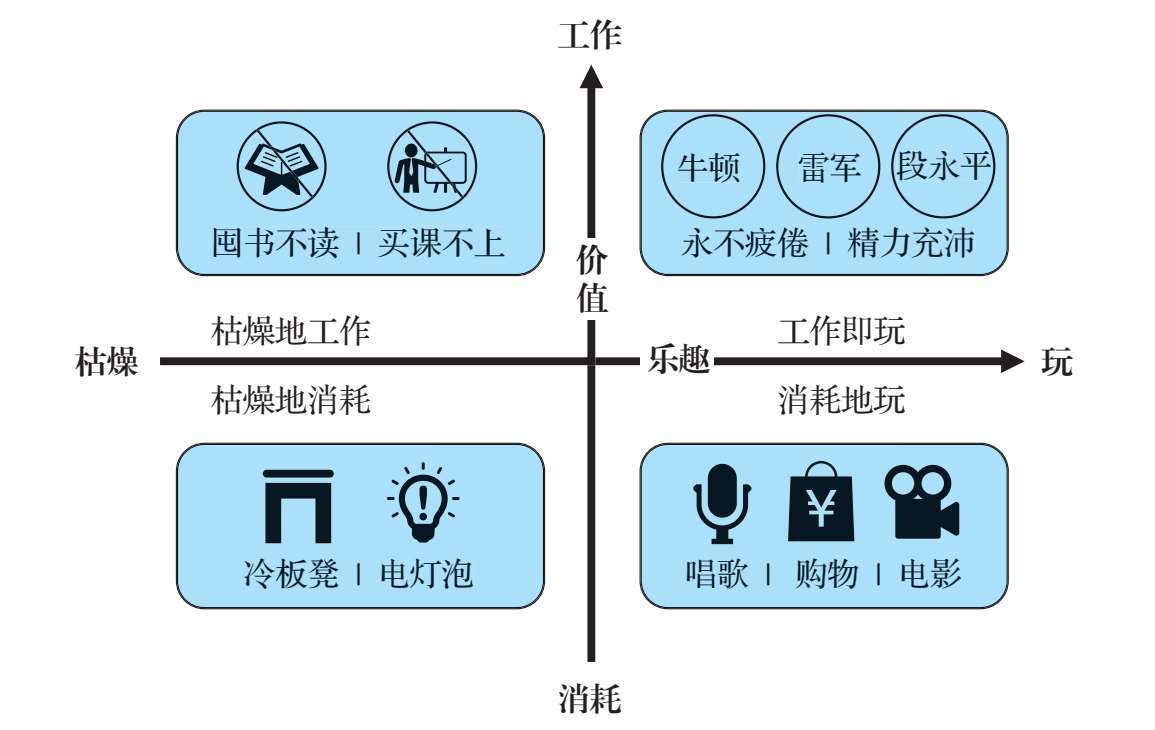 工作
牛顿
雷军
段永平
囤书不读 | 买课不上
永不疲倦 | 精力充沛
价值
枯燥地工作
工作即玩
枯燥
乐趣
玩
枯燥地消耗
消耗地玩
¥
冷板凳 | 电灯泡
唱歌 | 购物 | 电影
消耗